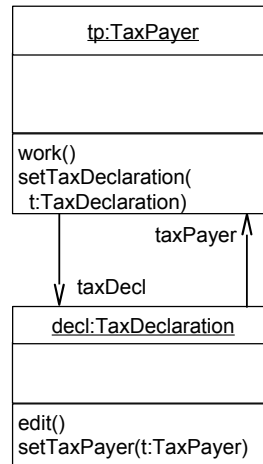 tp:TaxPayer
work()
setTaxDeclaration(
t:TaxDeclaration)
taxPayer
taxDecl
decl:TaxDeclaration
edit()
setTaxPayer(t:TaxPayer)